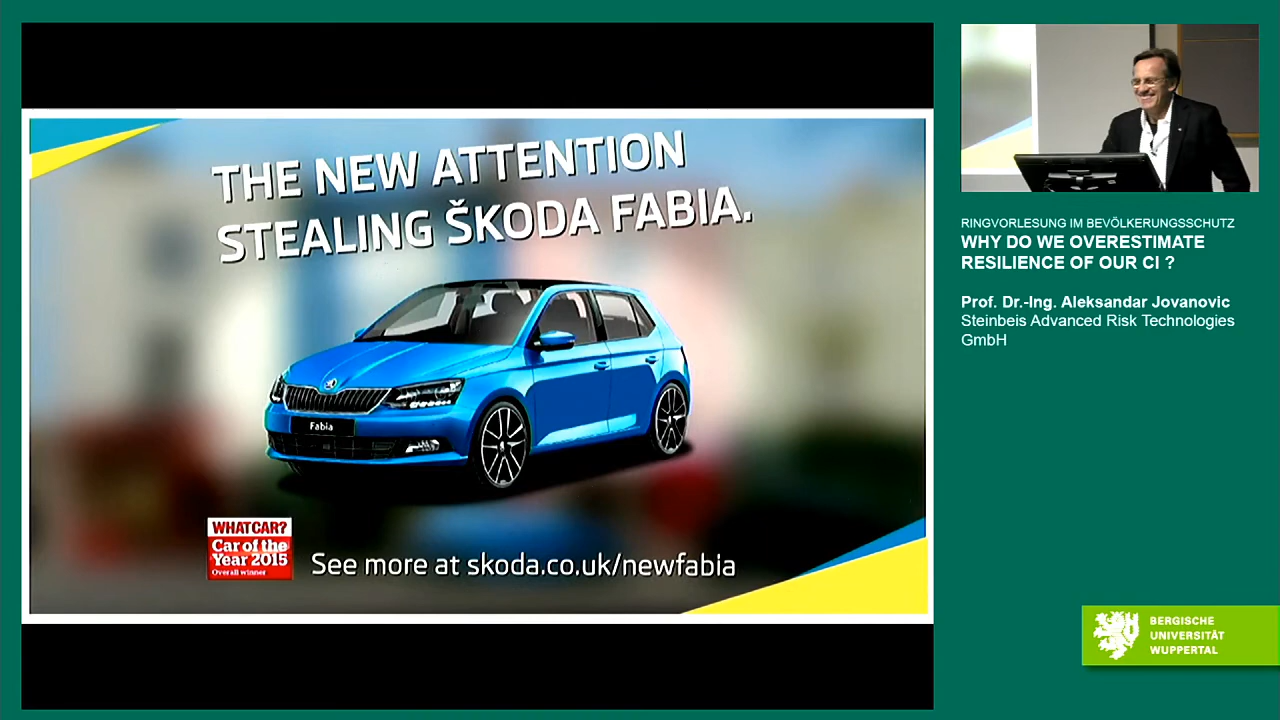 THE NEW ATTENTION
STEALING ŠKODA FABIA.
Fabia
WHATCAR?
Car of the
Year 2015
Overall winner
See more at skoda.co.uk/newfabia
RINGVORLESUNG IM BEVÖLKERUNGSSCHUTZ
WHY DO WE OVERESTIMATE
RESILIENCE OF OUR CI ?
Prof. Dr.-Ing. Aleksandar Jovanovic
Steinbeis Advanced Risk Technologies
GmbH
BERGISCHE
UNIVERSITÄT
WUPPERTAL